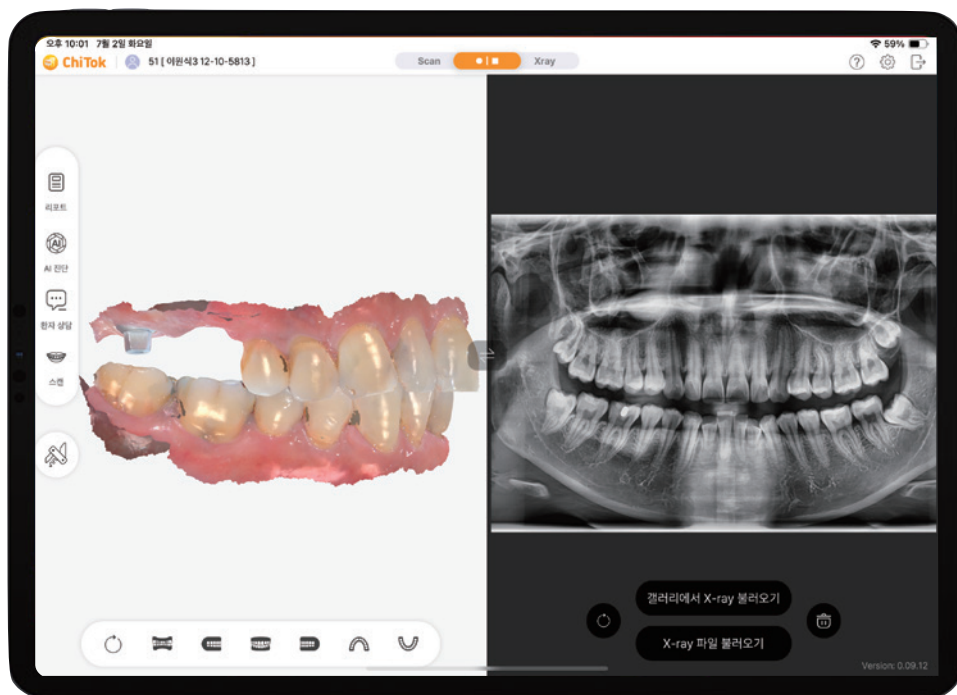 오후 10:01 7월 2일 화요일
59%
ChiTok
51 [ 이원식3 12-10-5813 ]
Scan
Xray
리포트
AI
AI 진단
환자 상담
스캔
갤러리에서 X-ray 불러오기
X-ray 파일 불러오기
Version: 0.09.12